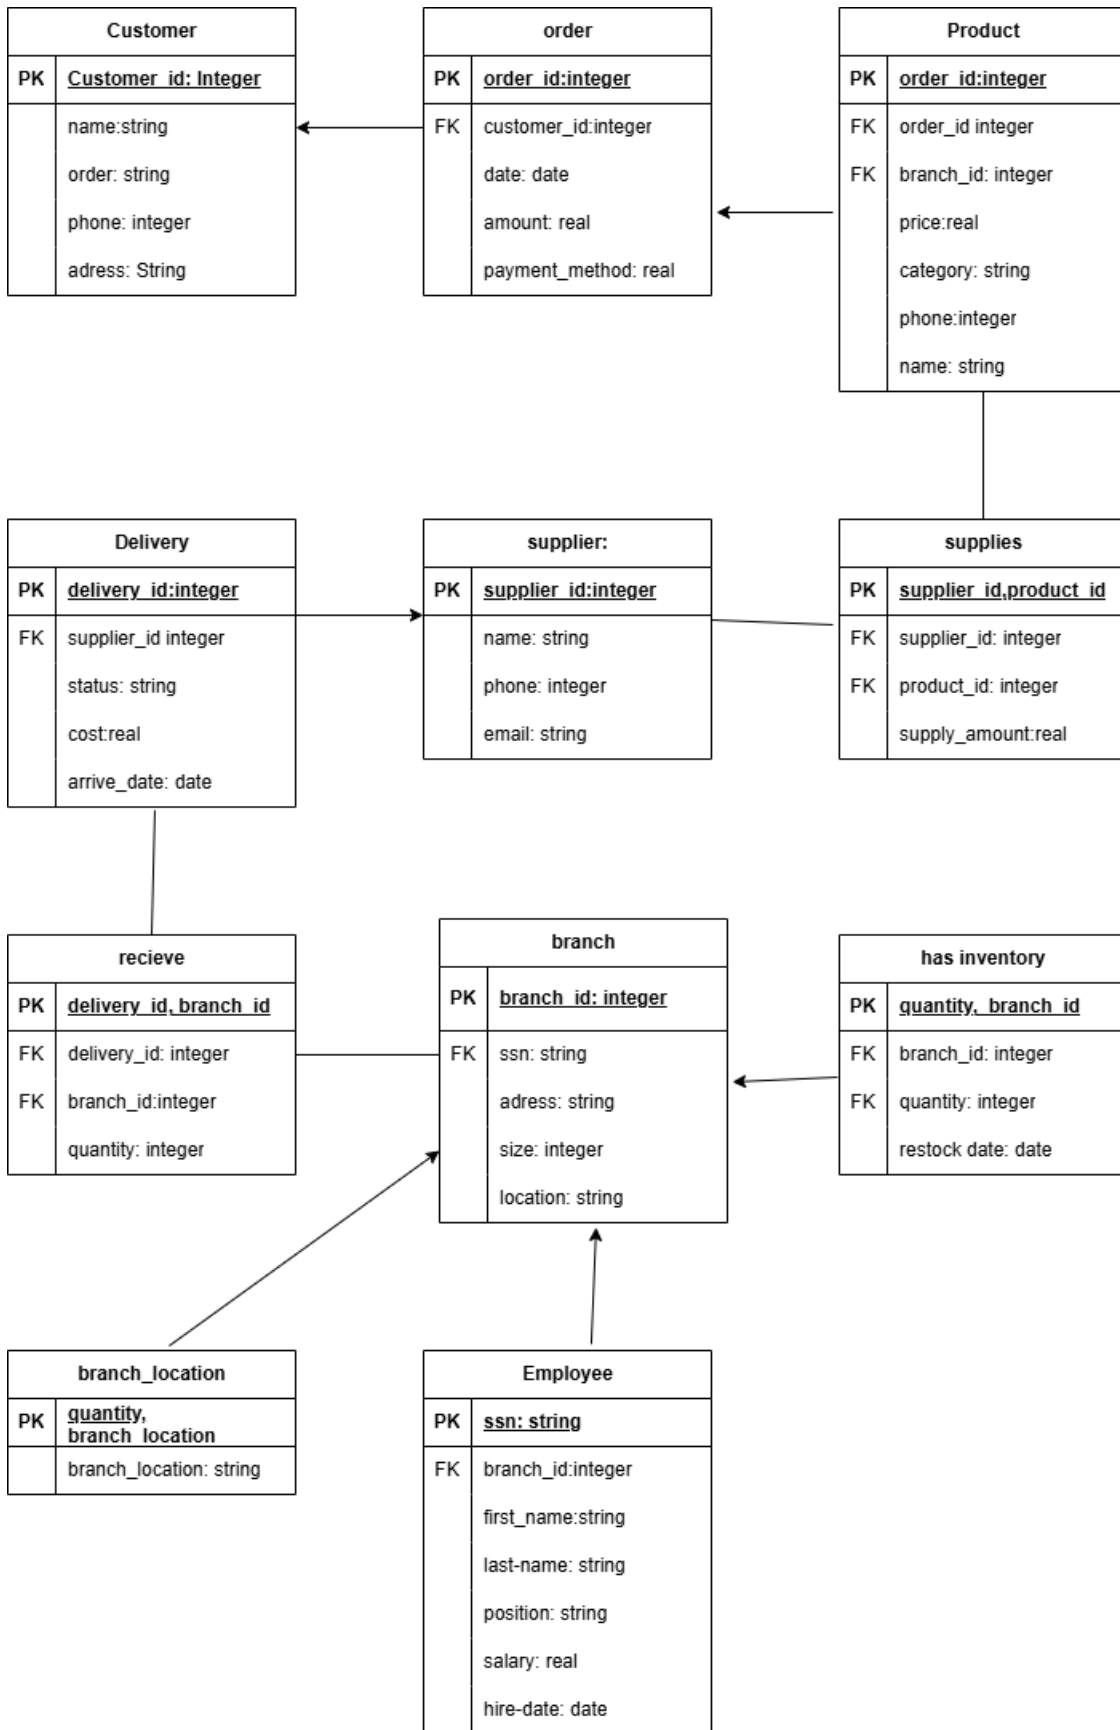 Customer
PK Customer_id: Integer
name:string
order: string
phone: integer
adress: String
order
PK order_id:integer
FK customer_id:integer
date: date
amount: real
payment_method: real
Product
PK order_id:integer
FK order_id integer
FK branch_id: integer
price:real
category: string
phone:integer
name: string
Delivery
PK delivery_id:integer
FK supplier_id integer
status: string
cost:real
arrive_date: date
supplier:
PK supplier_id:integer
name: string
phone: integer
email: string
supplies
PK supplier_id,product_id
FK supplier_id: integer
FK product_id: integer
supply_amount:real
recieve
PK delivery_id, branch_id
FK delivery_id: integer
FK branch_id:integer
quantity: integer
branch
PK branch_id: integer
FK ssn: string
adress: string
size: integer
location: string
has inventory
PK quantity,_branch_id
FK branch_id: integer
FK quantity: integer
restock date: date
branch_location
PK quantity,
branch_location
branch_location: string
Employee
PK ssn: string
FK branch_id:integer
first_name:string
last-name: string
position: string
salary: real
hire-date: date